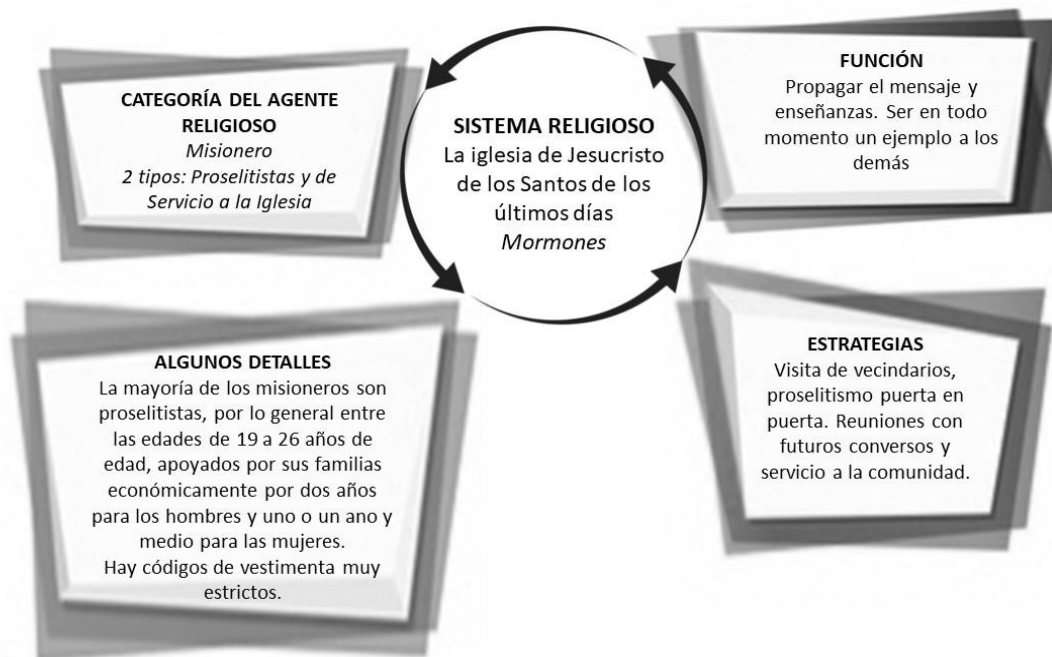 CATEGORÍA DEL AGENTE
RELIGIOSO
Misionero
2 tipos: Proselitistas y de
Servicio a la Iglesia
SISTEMA RELIGIOSO
La iglesia de Jesucristo
de los Santos de los
últimos días
Mormones
FUNCIÓN
Propagar el mensaje y
enseñanzas. Ser en todo
momento un ejemplo a los
demás
ALGUNOS DETALLES
La mayoría de los misioneros son
proselitistas, por lo general entre
las edades de 19 a 26 años de
edad, apoyados por sus familias
económicamente por dos años
para los hombres y uno o un ano y
medio para las mujeres.
Hay códigos de vestimenta muy
estrictos.
ESTRATEGIAS
Visita de vecindarios,
proselitismo puerta en
puerta. Reuniones con
futuros conversos y
servicio a la comunidad.